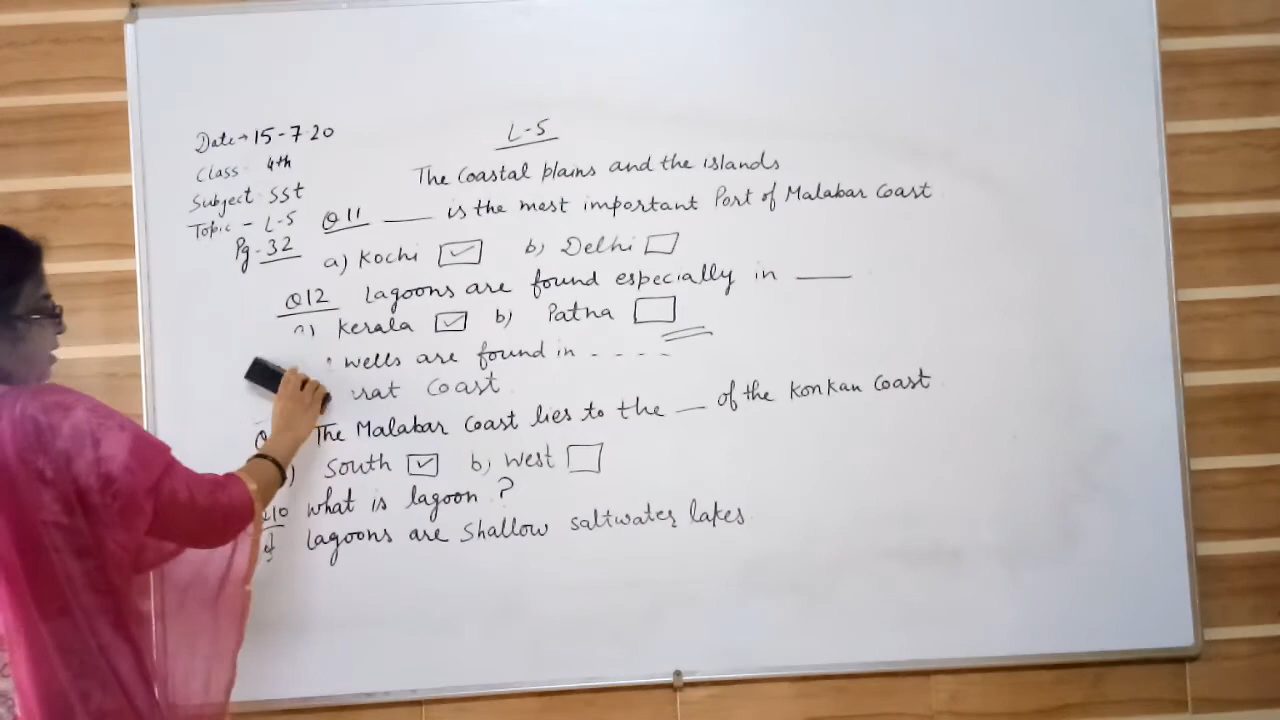 Date→15-7-20
Class- 4th
Subject- SSt
Topic - L-5
Pg-32
L-5
The Coastal plains and the islands
Q11 ____ is the most important Port of Malabar Coast
a) Kochi ☑ b) Delhi ☐
Q12 Lagoons are found especially in ____
a) Kerala ☑ b) Patna ☐
wells are found in - - - -
Coast
The Malabar Coast lies to the __ of the Konkan Coast
South ☑ b) West ☐
What is lagoon ?
Lagoons are Shallow saltwater lakes